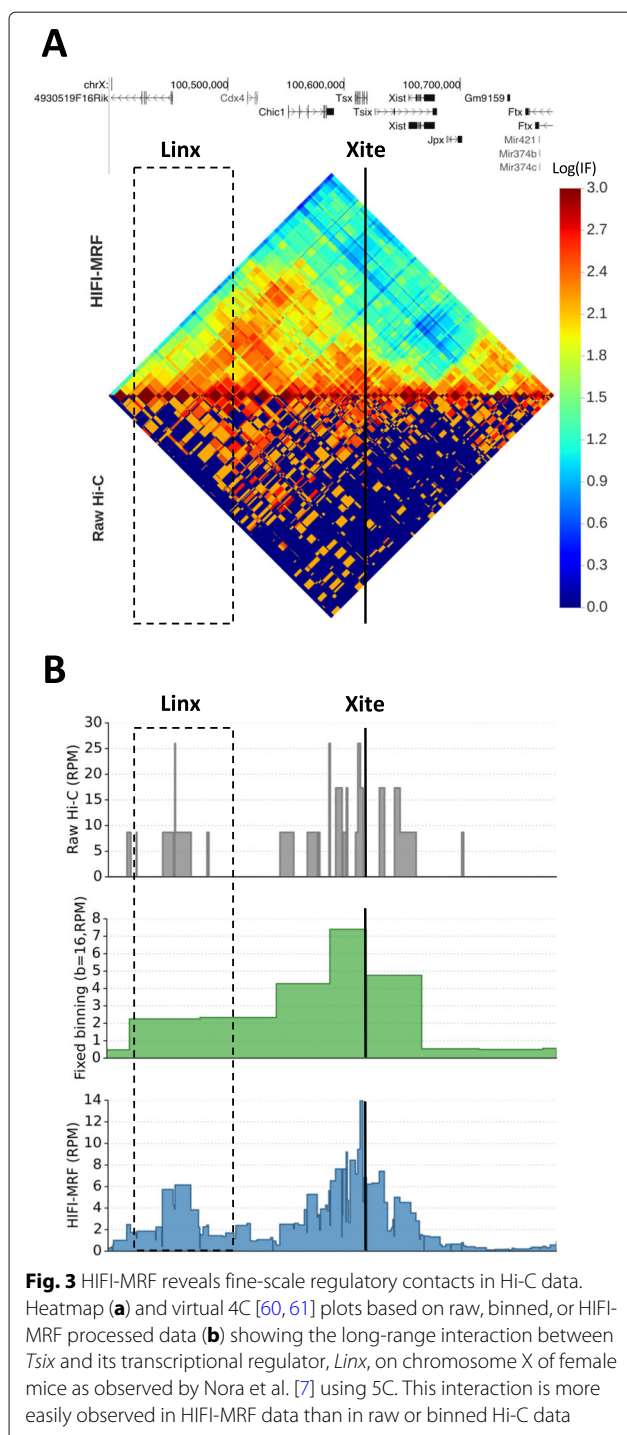 A
chrX: 100,500,000 100,600,000 100,700,000
4930519F16Rik Cdx4 Tsx Xist Gm9159
Chic1 Tsix Ftx
Xist Ftx
Jpx Mir421
Mir374b
Mir374c
Linx Xite
Log(IF)
HIFI-MRF
Raw Hi-C
3.0
2.7
2.4
2.1
1.8
1.5
1.2
0.9
0.6
0.3
0.0
B
Linx Xite
Raw Hi-C (RPM)
30
25
20
15
10
5
0
Fixed binning (b=16,RPM)
8
7
6
5
4
3
2
1
0
HIFI-MRF (RPM)
14
12
10
8
6
4
2
0
Fig. 3 HIFI-MRF reveals fine-scale regulatory contacts in Hi-C data.
Heatmap (a) and virtual 4C [60, 61] plots based on raw, binned, or HIFI-
MRF processed data (b) showing the long-range interaction between
Tsix and its transcriptional regulator, Linx, on chromosome X of female
mice as observed by Nora et al. [7] using 5C. This interaction is more
easily observed in HIFI-MRF data than in raw or binned Hi-C data